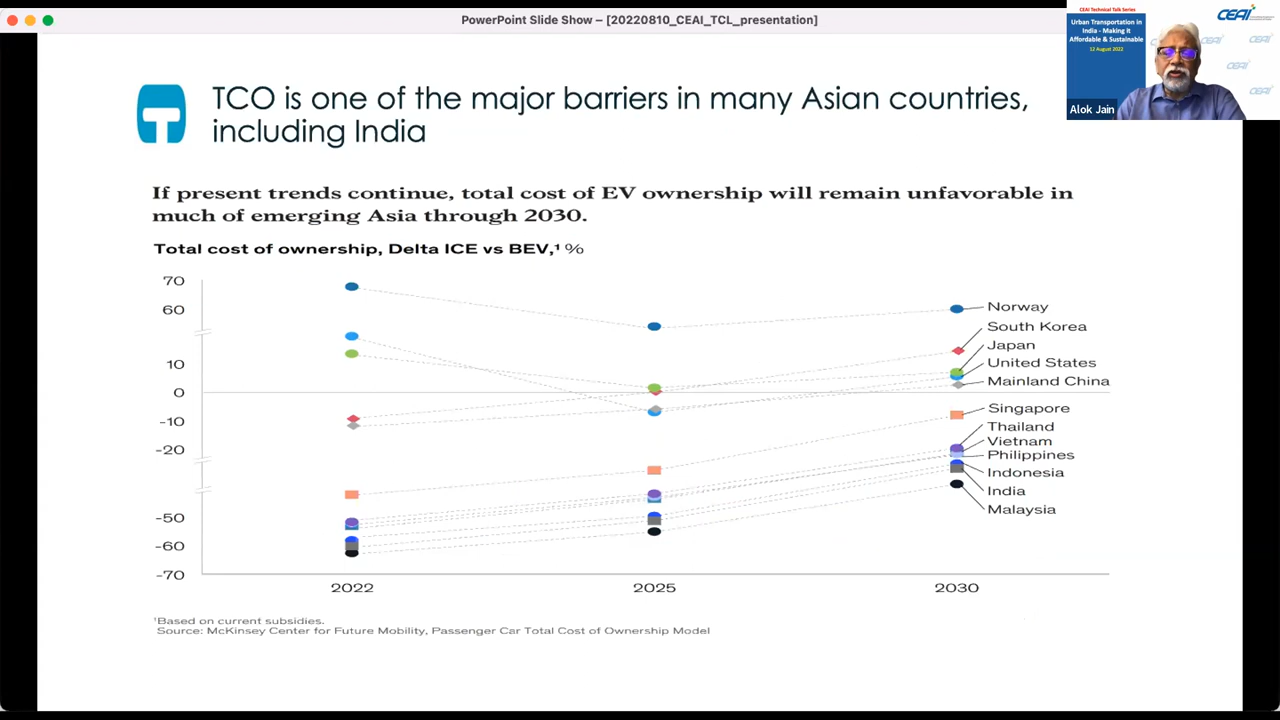 PowerPoint Slide Show – [20220810_CEAI_TCL_presentation]
CEAI Technical Talk Series
Urban Transportation in
India - Making it
Affordable & Sustainable
12 August 2022
CEAI
Alok Jain
TCO is one of the major barriers in many Asian countries,
including India
If present trends continue, total cost of EV ownership will remain unfavorable in
much of emerging Asia through 2030.
Total cost of ownership, Delta ICE vs BEV,¹ %
70
60
10
0
-10
-20
-50
-60
-70
Norway
South Korea
Japan
United States
Mainland China
Singapore
Thailand
Vietnam
Philippines
Indonesia
India
Malaysia
2022
2025
2030
¹Based on current subsidies.
Source: McKinsey Center for Future Mobility, Passenger Car Total Cost of Ownership Model